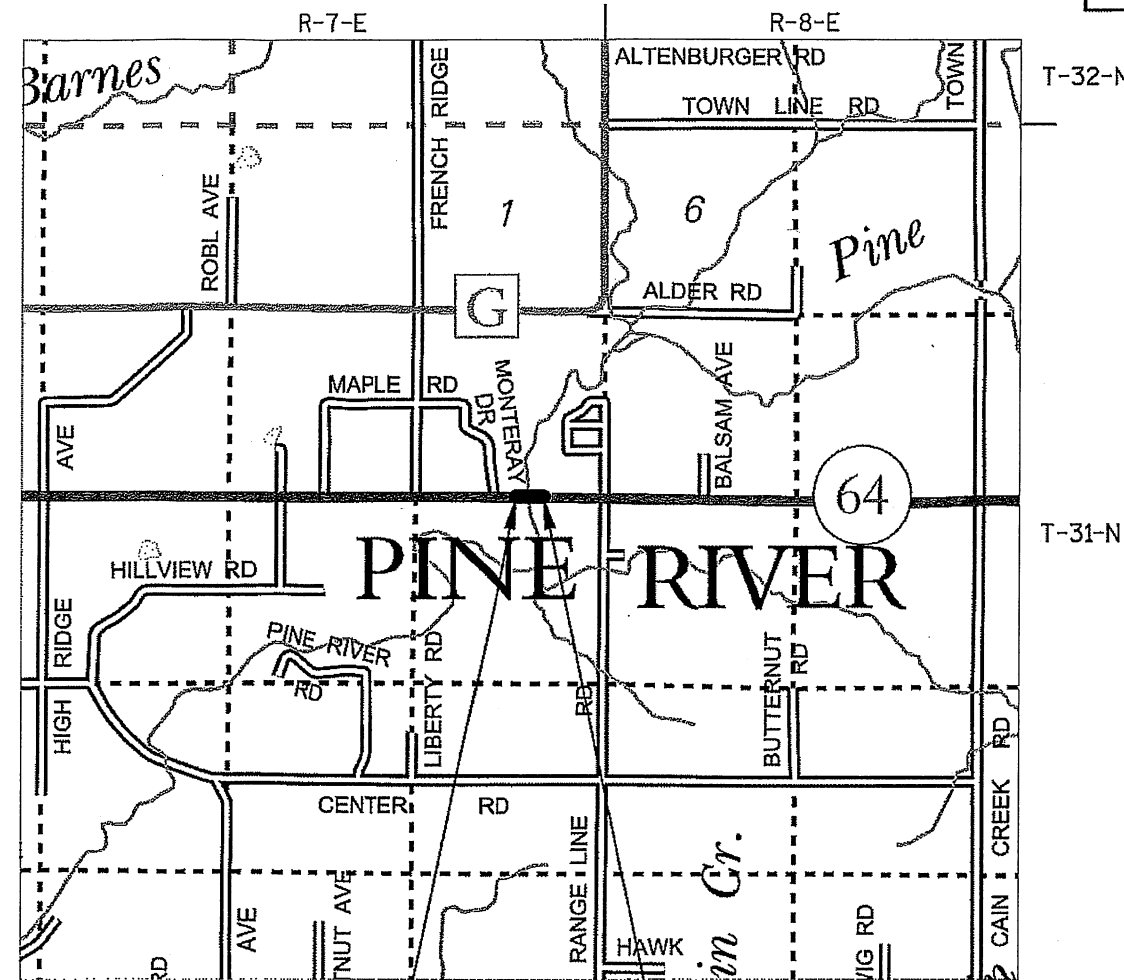 R-7-E
R-8-E
Barnes
FRENCH RIDGE
ALTENBURGER RD
TOWN
T-32-N
TOWN LINE RD
ROBL AVE
1
6
Pine
G
ALDER RD
MAPLE RD
MONTERAY
DR
BALSAM AVE
AVE
64
T-31-N
PINE RIVER
HILLVIEW RD
HIGH RIDGE
PINE RIVER
RD
LIBERTY RD
RD
BUTTERNUT
RD
CENTER RD
RANGE LINE
CAIN CREEK RD
Cr.
AVE
AVE
RD
HAWK
RD